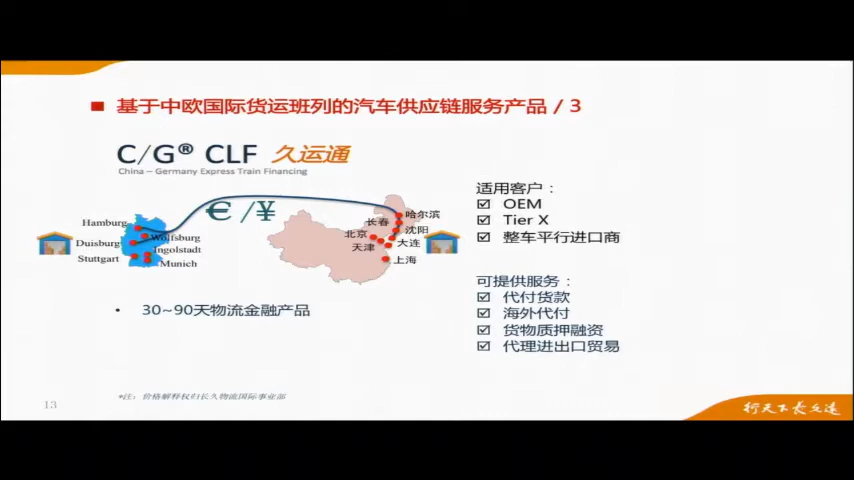 基于中欧国际货运班列的汽车供应链服务产品 / 3
C/G® CLF 久运通
China – Germany Express Train Financing
€ /¥
Hamburg
Wolfsburg
Duisburg
Ingolstadt
Stuttgart
Munich
哈尔滨
长春
沈阳
北京
大连
天津
上海
• 30~90天物流金融产品
适用客户：
OEM
Tier X
整车平行进口商
可提供服务：
代付货款
海外代付
货物质押融资
代理进出口贸易
*注：价格解释权归长久物流国际事业部
13
行天下 长久远